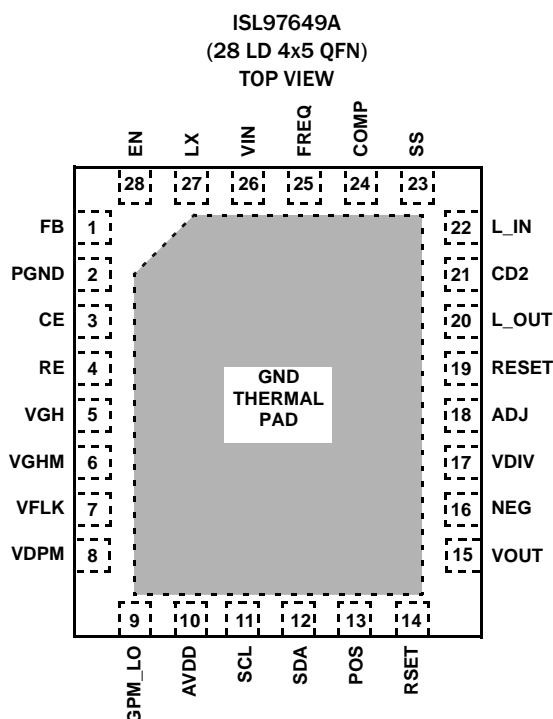 ISL97649A
(28 LD 4x5 QFN)
TOP VIEW
EN
LX
VIN
FREQ
COMP
SS
28
27
26
25
24
23
FB 1
PGND 2
CE 3
RE 4
VGH 5
VGHM 6
VFLK 7
VDPM 8
GND
THERMAL
PAD
22 L_IN
21 CD2
20 L_OUT
19 RESET
18 ADJ
17 VDIV
16 NEG
15 VOUT
9
10
11
12
13
14
GPM_LO
AVDD
SCL
SDA
POS
RSET